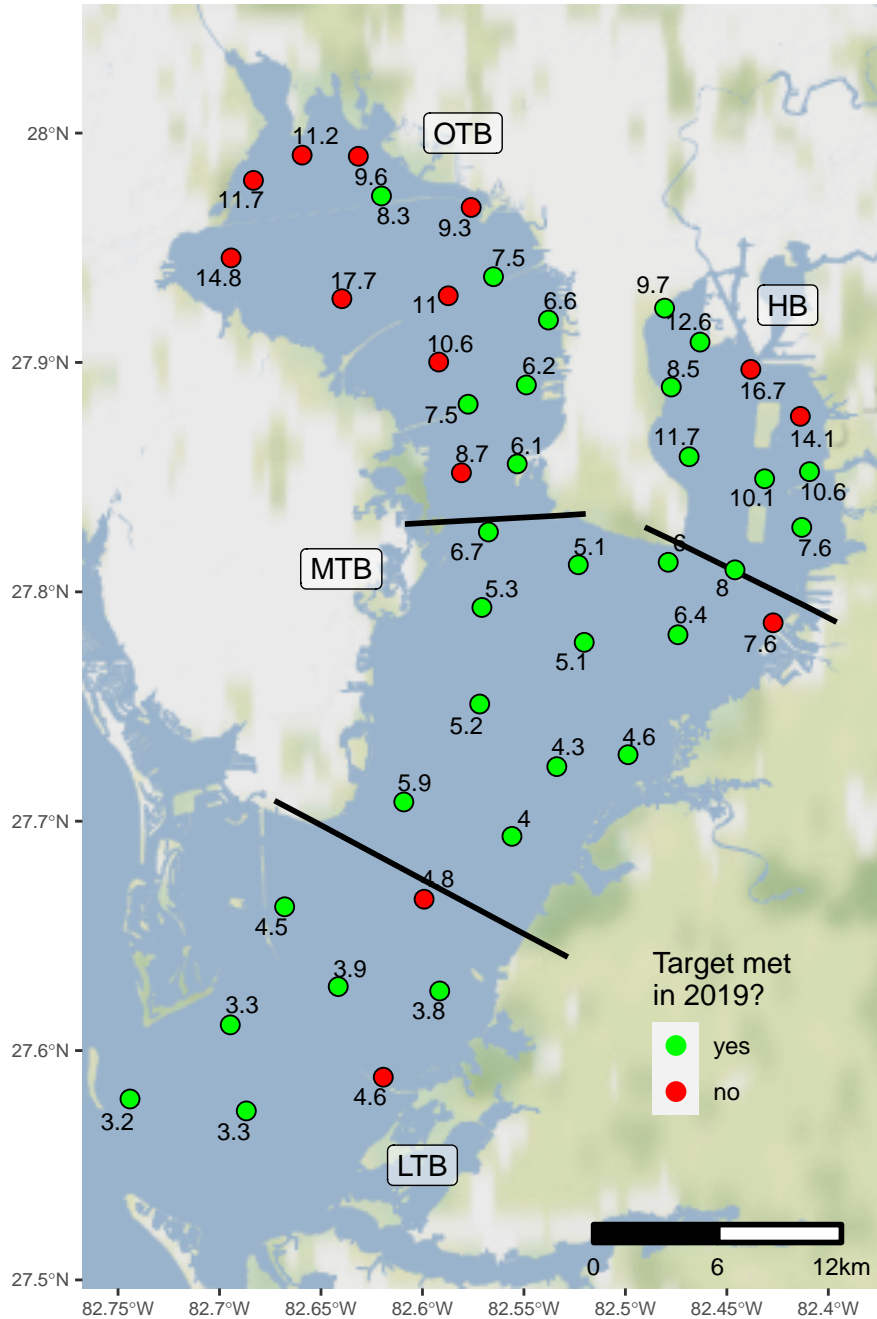 28°N
27.9°N
27.8°N
27.7°N
27.6°N
27.5°N
OTB
11.2
9.6
11.7
8.3
9.3
14.8
17.7
7.5
11
6.6
10.6
6.2
7.5
8.7
6.1
HB
9.7
12.6
8.5
16.7
11.7
14.1
10.1
10.6
7.6
MTB
6.7
5.1
6
8
5.3
6.4
7.6
5.1
5.2
4.3
4.6
5.9
4
4.8
4.5
3.9
3.8
3.3
4.6
3.2
3.3
LTB
Target met
in 2019?
yes
no
0 6 12km
82.75°W 82.7°W 82.65°W 82.6°W 82.55°W 82.5°W 82.45°W 82.4°W